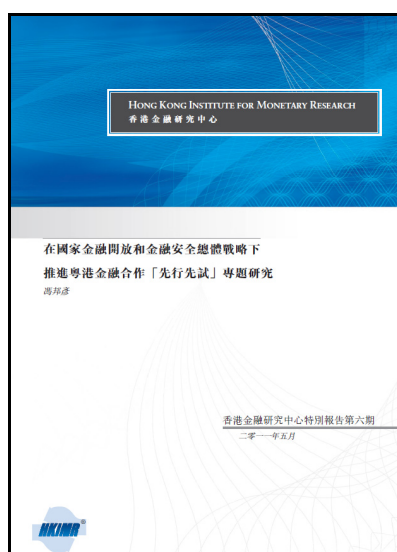 HONG KONG INSTITUTE FOR MONETARY RESEARCH
香港金融研究中心
在國家金融開放和金融安全總體戰略下
推進粵港金融合作「先行先試」專題研究
馮邦彥
香港金融研究中心特別報告第六期
二零一一年五月
HKIMR®